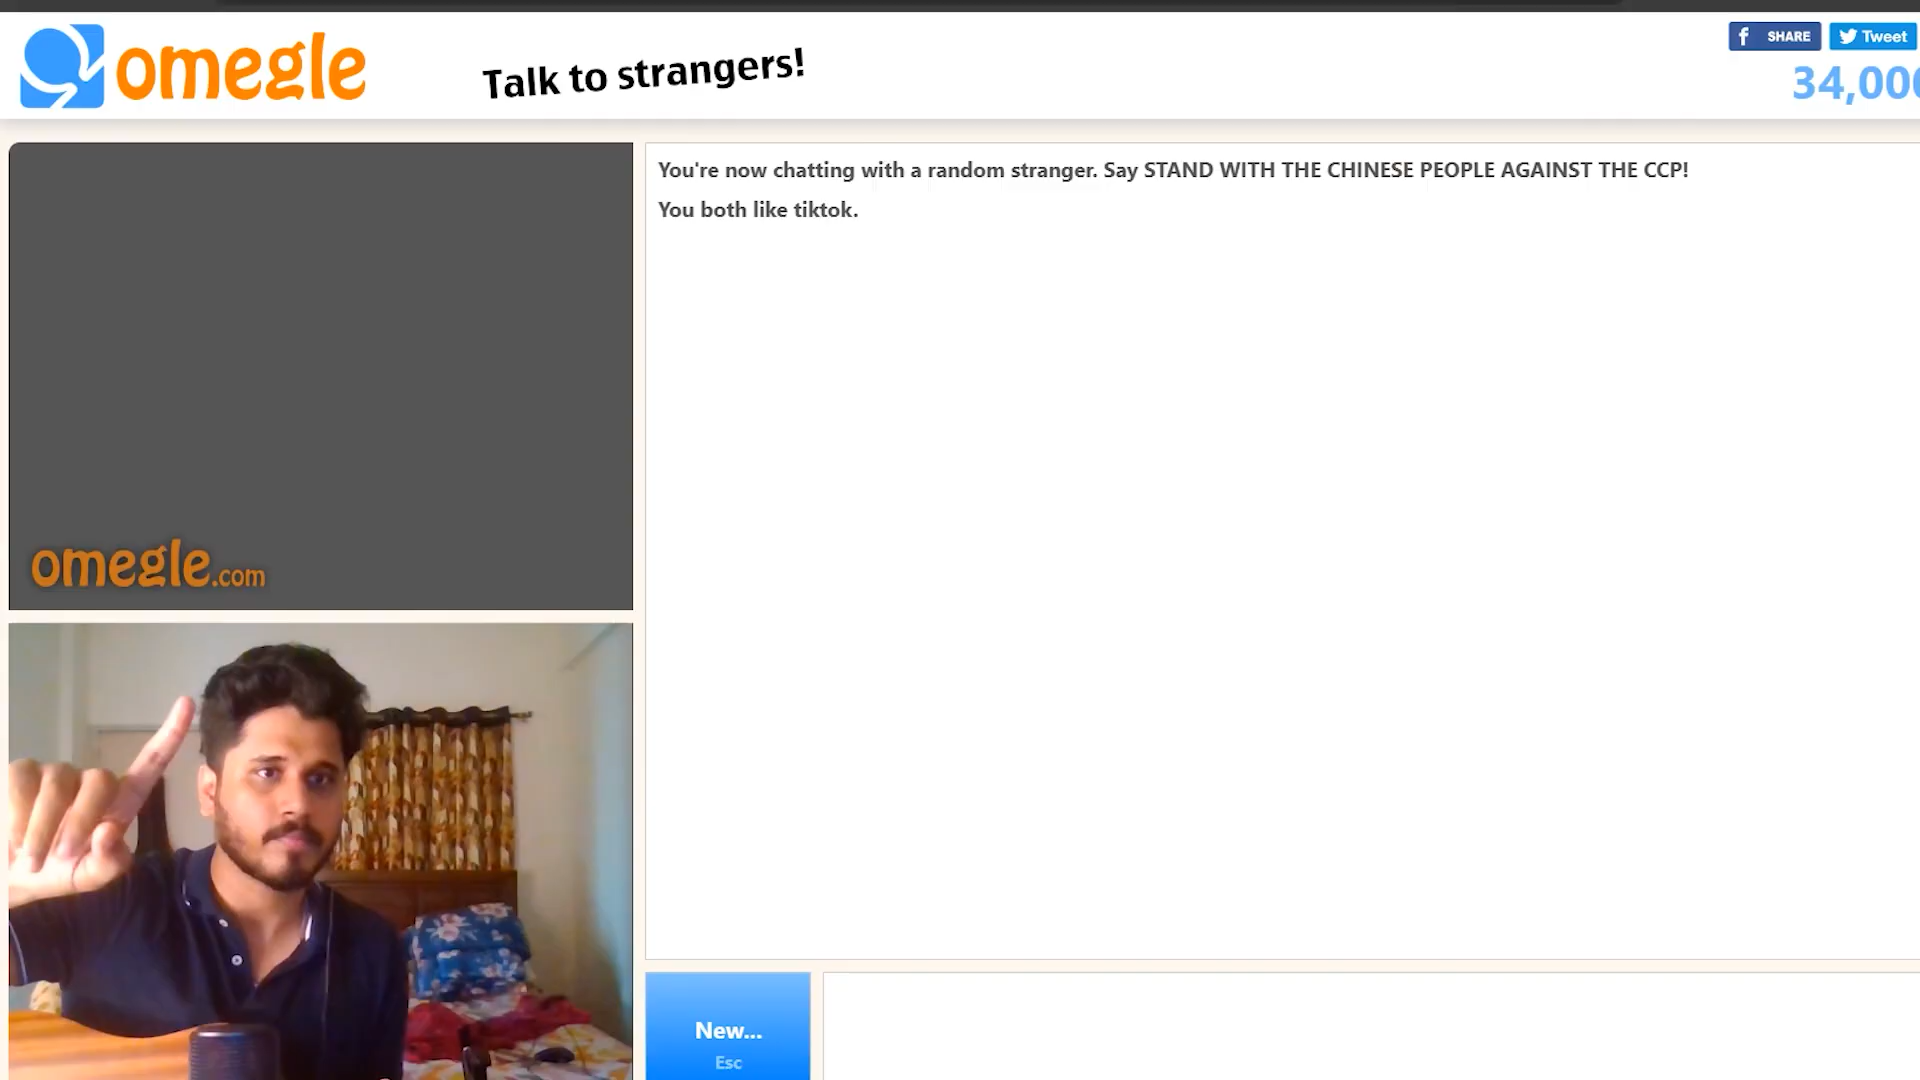 omegle
Talk to strangers!
f SHARE
Tweet
34,000
You're now chatting with a random stranger. Say STAND WITH THE CHINESE PEOPLE AGAINST THE CCP!
You both like tiktok.
omegle.com
New...
Esc